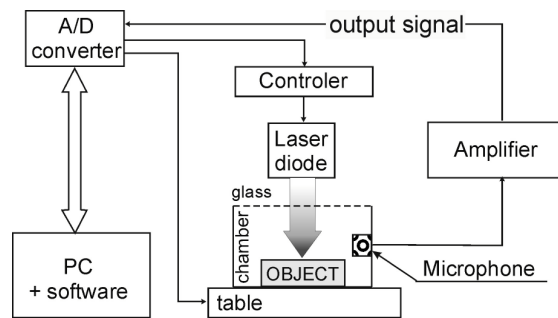 A/D
converter
output signal
Controler
Laser
diode
Amplifier
glass
chamber
OBJECT
Microphone
table
PC
+ software